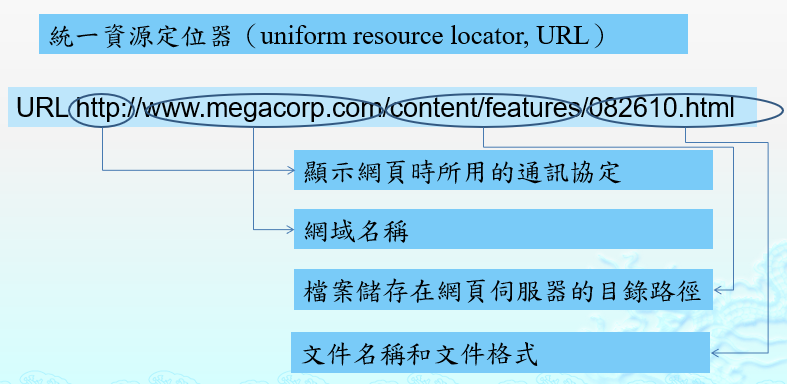 統一資源定位器（uniform resource locator, URL）
URL http://www.megacorp.com/content/features/082610.html
顯示網頁時所用的通訊協定
網域名稱
檔案儲存在網頁伺服器的目錄路徑
文件名稱和文件格式